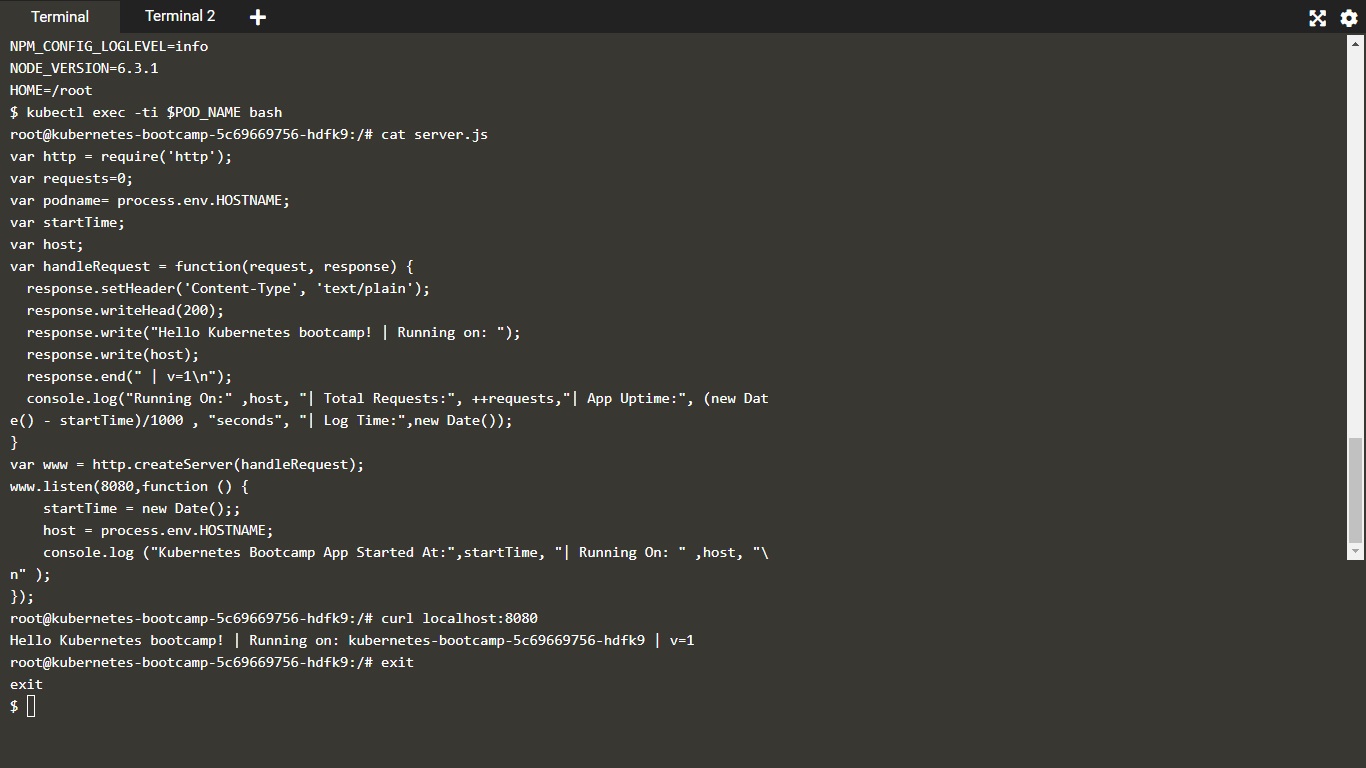 Terminal
Terminal 2
NPM_CONFIG_LOGLEVEL=info
NODE_VERSION=6.3.1
HOME=/root
$ kubectl exec -ti $POD_NAME bash
root@kubernetes-bootcamp-5c69669756-hdfk9:/# cat server.js
var http = require('http');
var requests=0;
var podname= process.env.HOSTNAME;
var startTime;
var host;
var handleRequest = function(request, response) {
  response.setHeader('Content-Type', 'text/plain');
  response.writeHead(200);
  response.write("Hello Kubernetes bootcamp! | Running on: ");
  response.write(host);
  response.end(" | v=1\n");
  console.log("Running On:" ,host, "| Total Requests:", ++requests,"| App Uptime:", (new Dat
e() - startTime)/1000 , "seconds", "| Log Time:",new Date());
}
var www = http.createServer(handleRequest);
www.listen(8080,function () {
    startTime = new Date();;
    host = process.env.HOSTNAME;
    console.log ("Kubernetes Bootcamp App Started At:",startTime, "| Running On: " ,host, "\
n" );
});
root@kubernetes-bootcamp-5c69669756-hdfk9:/# curl localhost:8080
Hello Kubernetes bootcamp! | Running on: kubernetes-bootcamp-5c69669756-hdfk9 | v=1
root@kubernetes-bootcamp-5c69669756-hdfk9:/# exit
exit
$